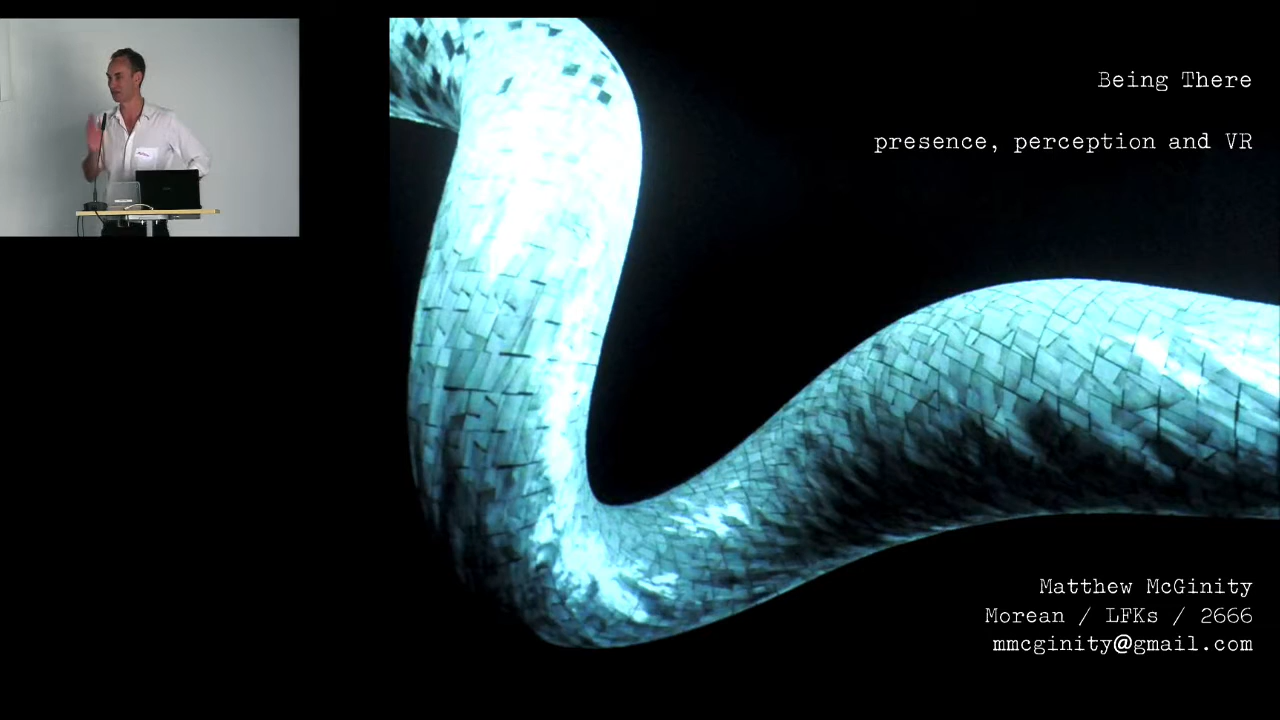 Being There
presence, perception and VR
Matthew McGinity
Morean / LFKs / 2666
mmcginity@gmail.com